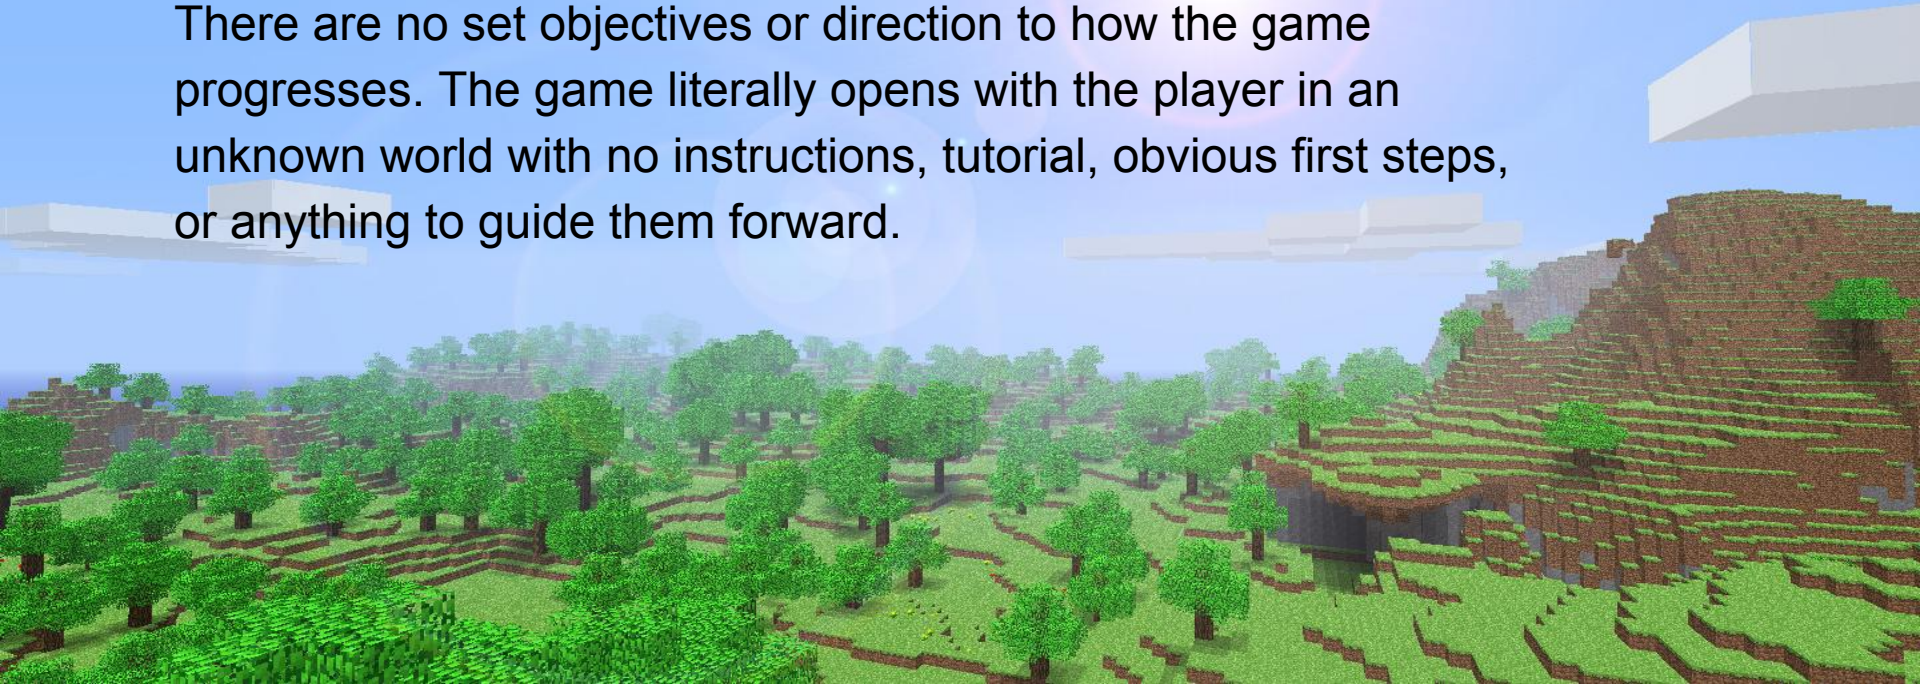 There are no set objectives or direction to how the game
progresses. The game literally opens with the player in an
unknown world with no instructions, tutorial, obvious first steps,
or anything to guide them forward.